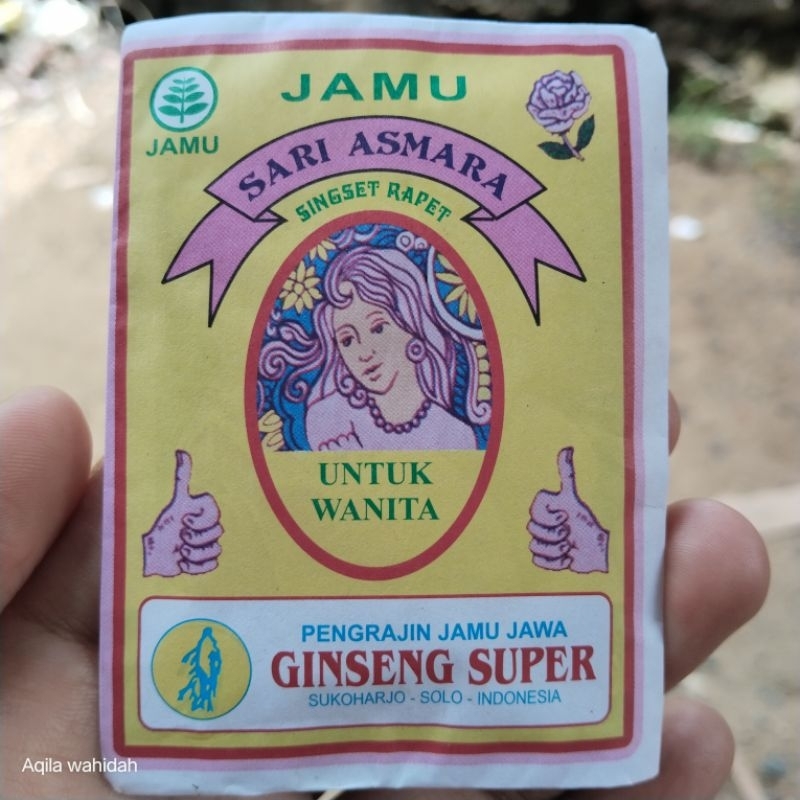 JAMU
JAMU
SARI ASMARA
SINGSET RAPET
UNTUK
WANITA
PENGRAJIN JAMU JAWA
GINSENG SUPER
SUKOHARJO - SOLO - INDONESIA
Aqila wahidah